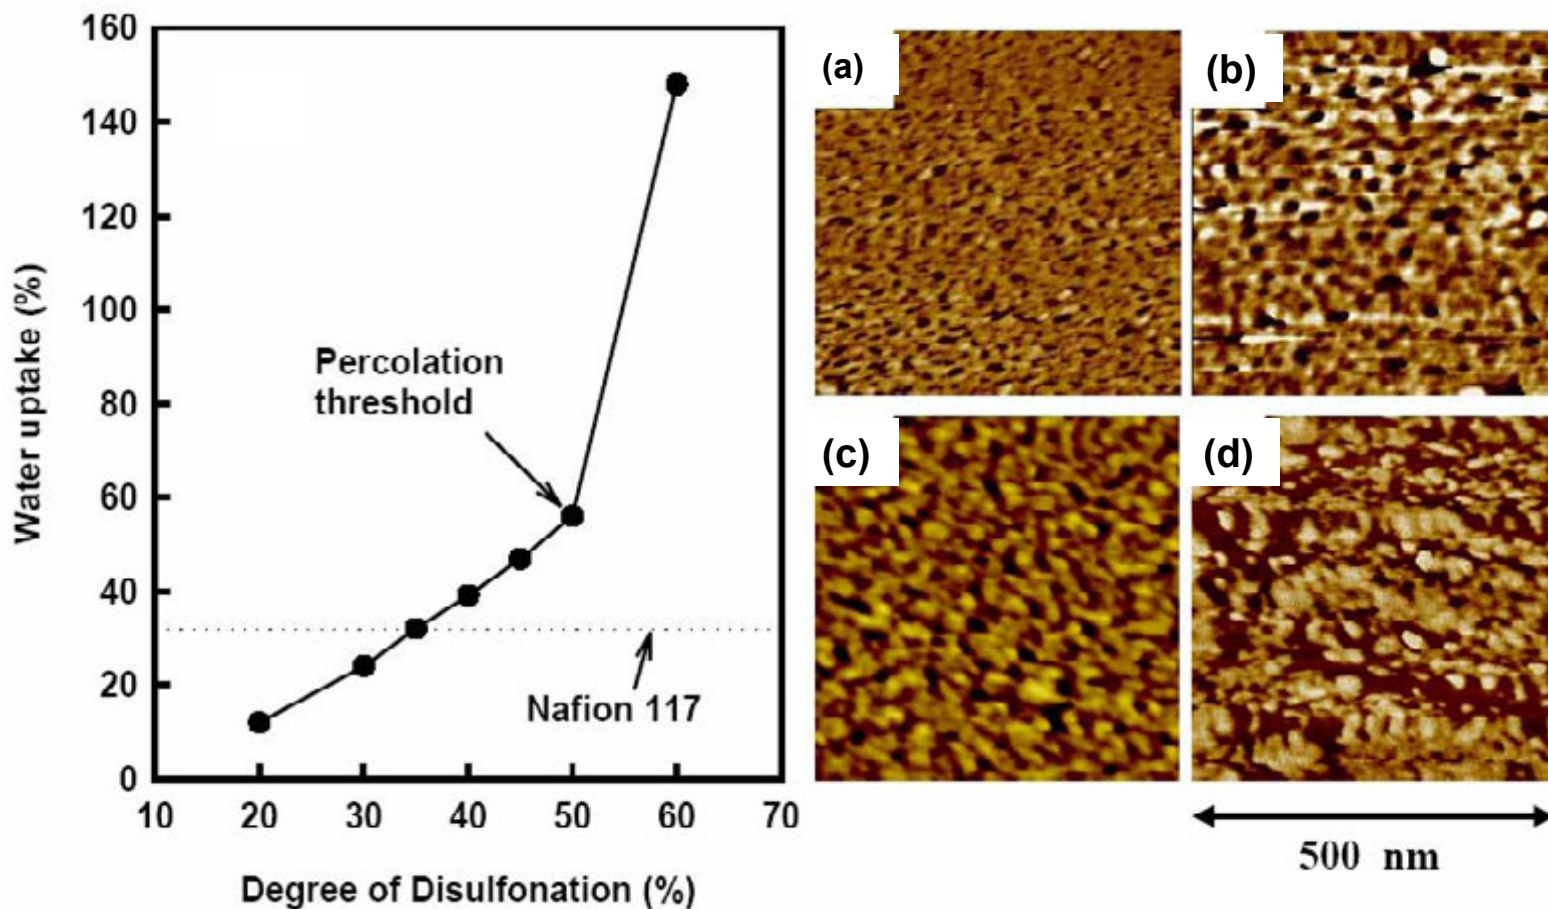 160
140
120
100
80
60
40
20
0
Water uptake (%)
Percolation
threshold
Nafion 117
10 20 30 40 50 60 70
Degree of Disulfonation (%)
(a)
(b)
(c)
(d)
500 nm